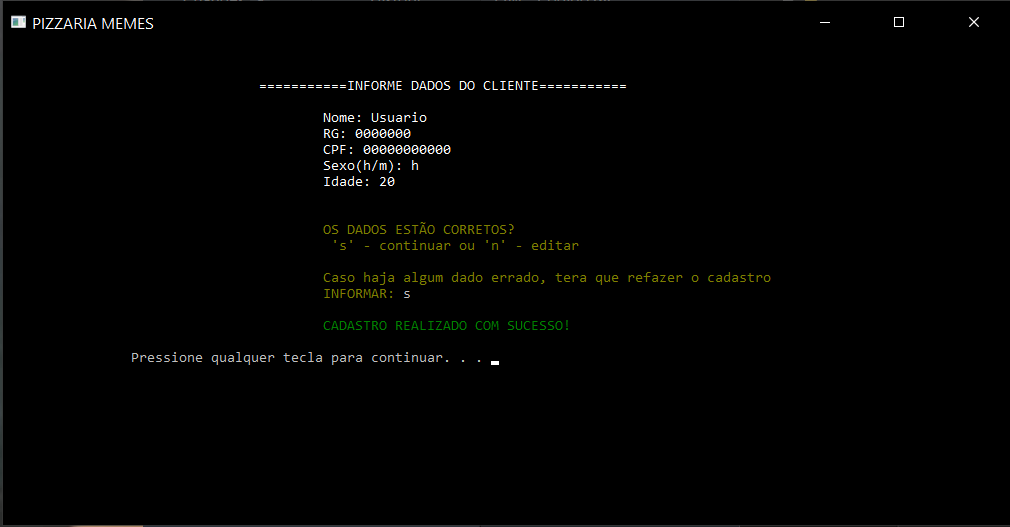 PIZZARIA MEMES
===========INFORME DADOS DO CLIENTE===========
Nome: Usuario
RG: 0000000
CPF: 00000000000
Sexo(h/m): h
Idade: 20
OS DADOS ESTÃO CORRETOS?
's' - continuar ou 'n' - editar
Caso haja algum dado errado, tera que refazer o cadastro
INFORMAR: s
CADASTRO REALIZADO COM SUCESSO!
Pressione qualquer tecla para continuar. . .